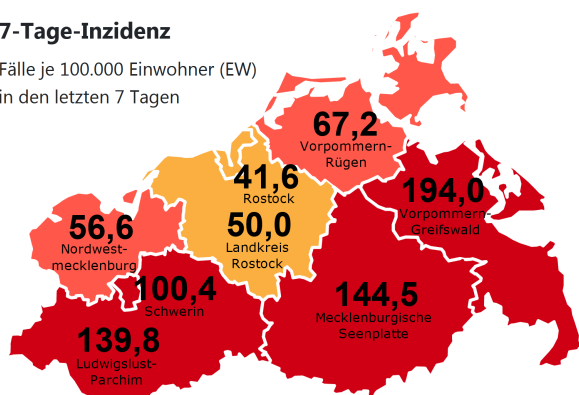 7-Tage-Inzidenz
Fälle je 100.000 Einwohner (EW)
in den letzten 7 Tagen
67,2
Vorpommern-
Rügen
41,6
Rostock
194,0
Vorpommern-
Greifswald
56,6
Nordwest-
mecklenburg
50,0
Landkreis
Rostock
100,4
Schwerin
144,5
Mecklenburgische
Seenplatte
139,8
Ludwigslust-
Parchim